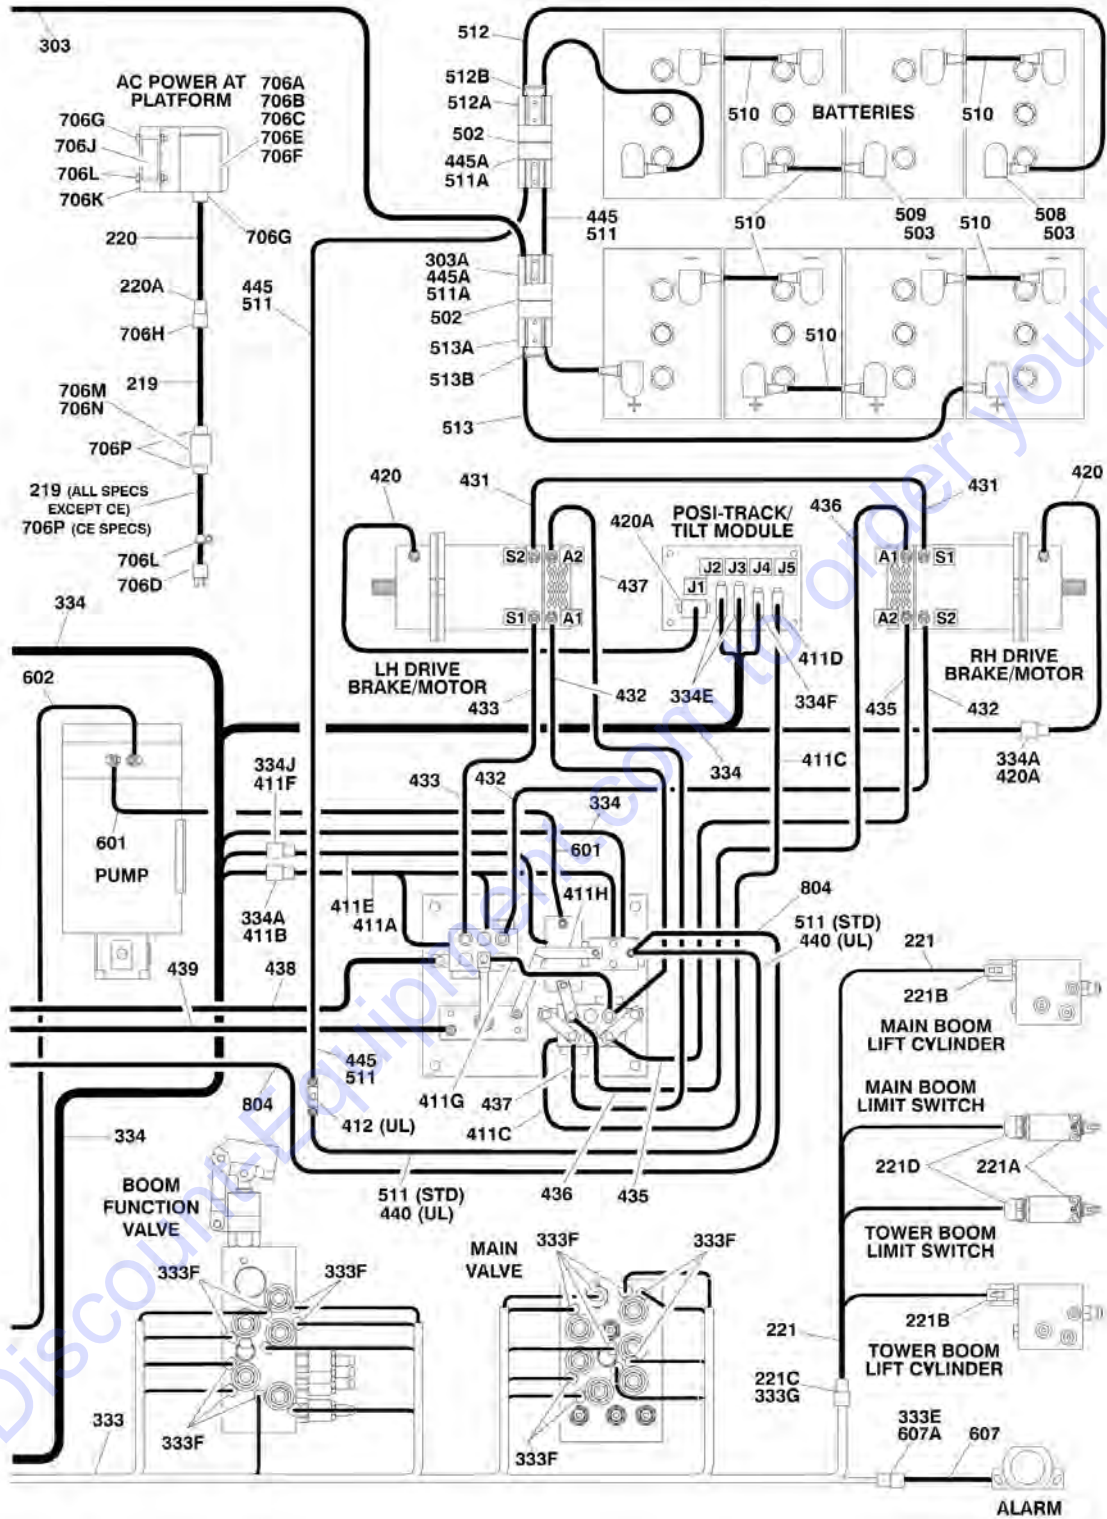 303
512
512B
512A
502
445A
511A
510
BATTERIES
510
AC POWER AT
PLATFORM
706A
706B
706C
706E
706F
706G
706J
706L
706K
220
706G
445
511
510
509
503
510
508
503
220A
706H
445
511
303A
445A
511A
502
513A
513B
513
510
219
706M
706N
706P
219 (ALL SPECS
EXCEPT CE)
706P (CE SPECS)
706L
706D
420
431
420A
POSI-TRACK/
TILT MODULE
436
431
420
S2
A2
J2
J3
J4
J5
J1
A1
S1
437
S1
A1
A2
S2
334
LH DRIVE
BRAKE/MOTOR
433
432
334E
411D
334F
RH DRIVE
BRAKE/MOTOR
435
432
602
334J
411F
433
432
334
411C
334A
420A
334
601
601
PUMP
334A
411B
411E
411A
411H
804
511 (STD)
440 (UL)
439
438
221
221B
MAIN BOOM
LIFT CYLINDER
804
445
511
412 (UL)
411G
437
411C
MAIN BOOM
LIMIT SWITCH
334
221D
221A
BOOM
FUNCTION
VALVE
511 (STD)
440 (UL)
436
435
TOWER BOOM
LIMIT SWITCH
333F
333F
MAIN
VALVE
333F
333F
221
221B
TOWER BOOM
LIFT CYLINDER
221C
333G
333
333F
333F
333E
607A
607
ALARM
Discount-Equipment.com to order your